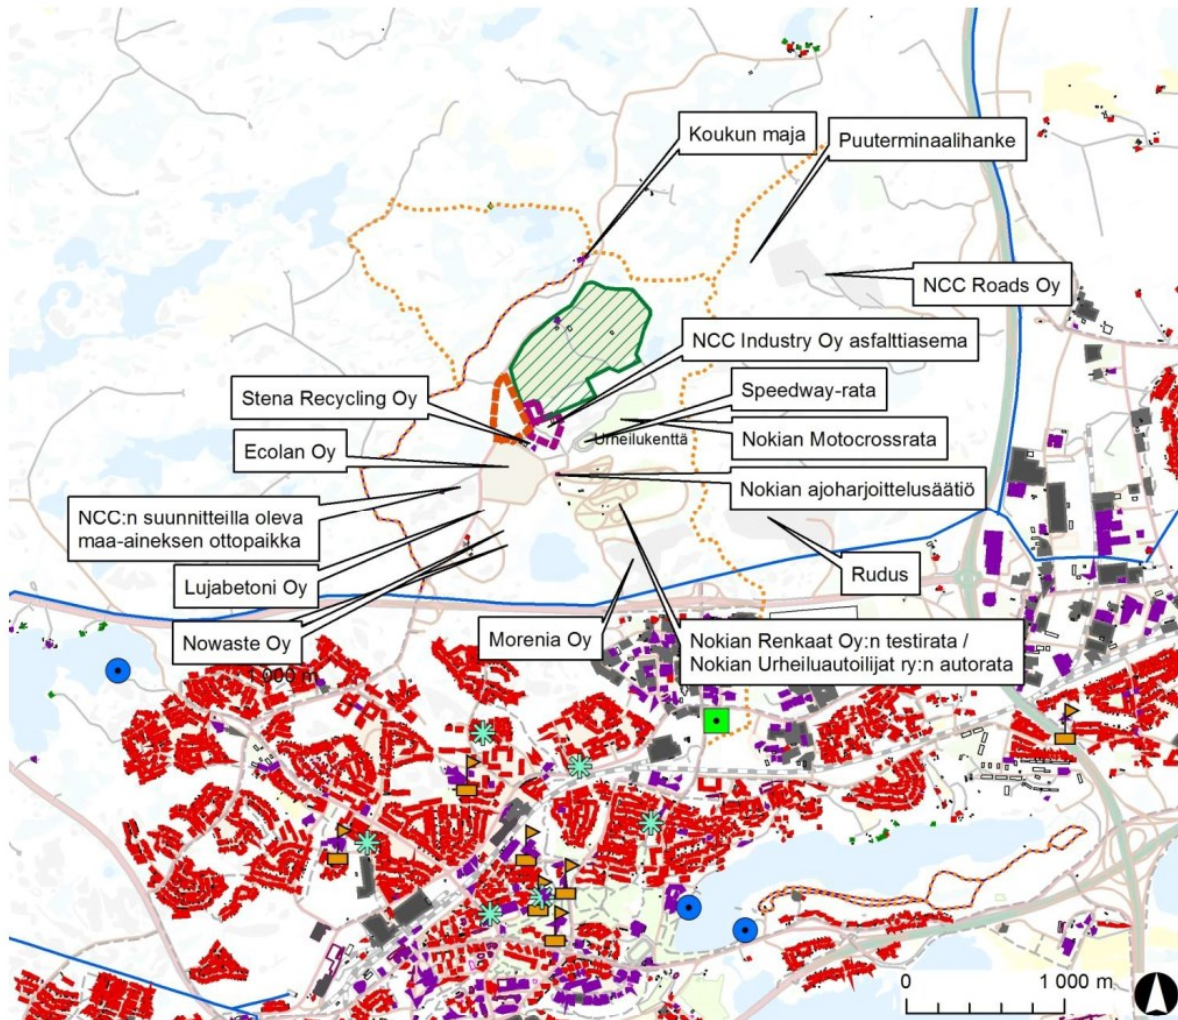 Koukun maja
Puuterminaalihanke
NCC Roads Oy
NCC Industry Oy asfalttiasema
Stena Recycling Oy
Speedway-rata
Urheilukenttä
Nokian Motocrossrata
Ecolan Oy
Nokian ajoharjoittelusäätiö
NCC:n suunnitteilla oleva
maa-aineksen ottopaikka
Rudus
Lujabetoni Oy
Nowaste Oy
Morenia Oy
Nokian Renkaat Oy:n testirata /
Nokian Urheiluautoilijat ry:n autorata
1 000 m
0 1 000 m